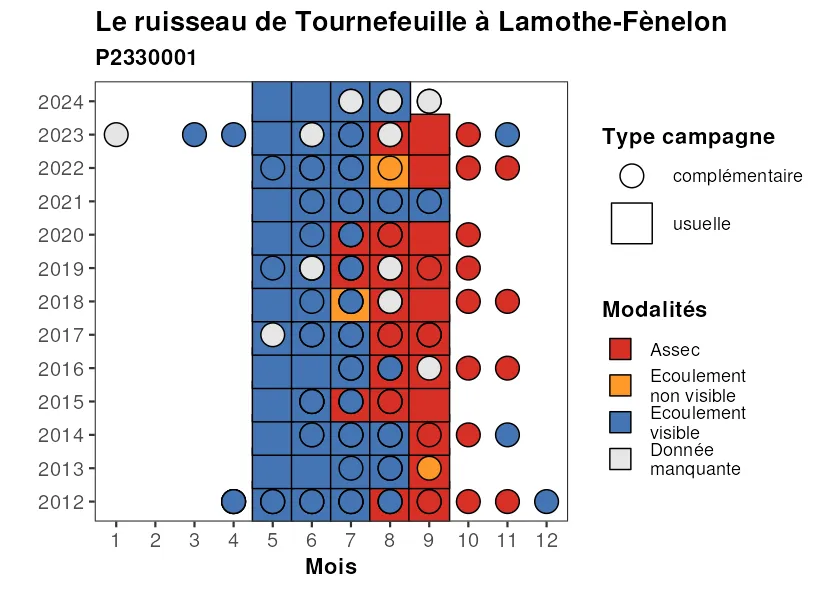 Le ruisseau de Tournefeuille à Lamothe-Fènelon
P2330001
2024
2023
2022
2021
2020
2019
2018
2017
2016
2015
2014
2013
2012
1 2 3 4 5 6 7 8 9 10 11 12
Mois
Type campagne
complémentaire
usuelle
Modalités
Assec
Ecoulement
non visible
Ecoulement
visible
Donnée
manquante